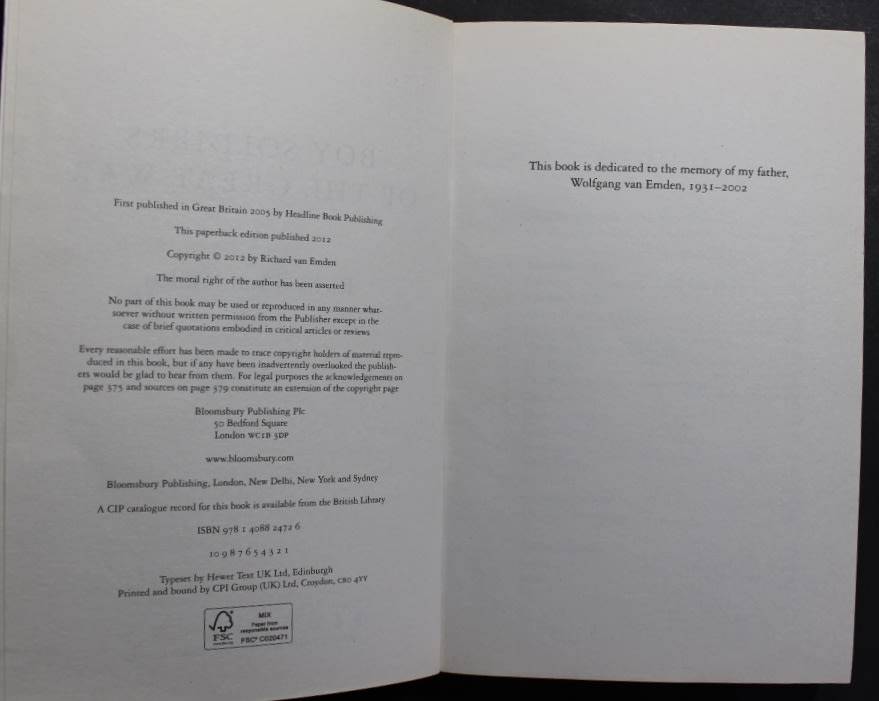 First published in Great Britain 2005 by Headline Book Publishing
This paperback edition published 2012
Copyright © 2012 by Richard van Emden
The moral right of the author has been asserted
No part of this book may be used or reproduced in any manner what-
soever without written permission from the Publisher except in the
case of brief quotations embodied in critical articles or reviews
Every reasonable effort has been made to trace copyright holders of material repro-
duced in this book, but if any have been inadvertently overlooked the publish-
ers would be glad to hear from them. For legal purposes the acknowledgements on
page 375 and sources on page 379 constitute an extension of the copyright page
Bloomsbury Publishing Plc
50 Bedford Square
London WC1B 3DP
www.bloomsbury.com
Bloomsbury Publishing, London, New Delhi, New York and Sydney
A CIP catalogue record for this book is available from the British Library
ISBN 978 1 4088 2472 6
10 9 8 7 6 5 4 3 2 1
Typeset by Hewer Text UK Ltd, Edinburgh
Printed and bound by CPI Group (UK) Ltd, Croydon, CR0 4YY
MIX
Paper from
responsible sources
FSC
FSC® C020471
This book is dedicated to the memory of my father,
Wolfgang van Emden, 1931–2002